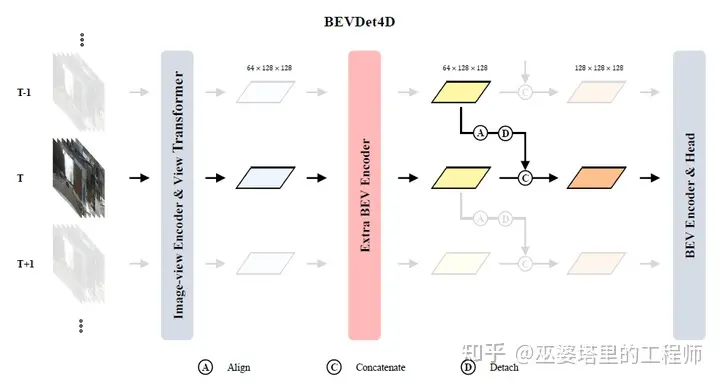 BEVDet4D
64×128×128
64×128×128
128×128×128
T-1
C
A
D
T
C
A
D
T+1
C
Image-view Encoder & View Transformer
Extra BEV Encoder
BEV Encoder & Head
A Align
C Concatenate
D Detach
知乎 @巫婆塔里的工程师